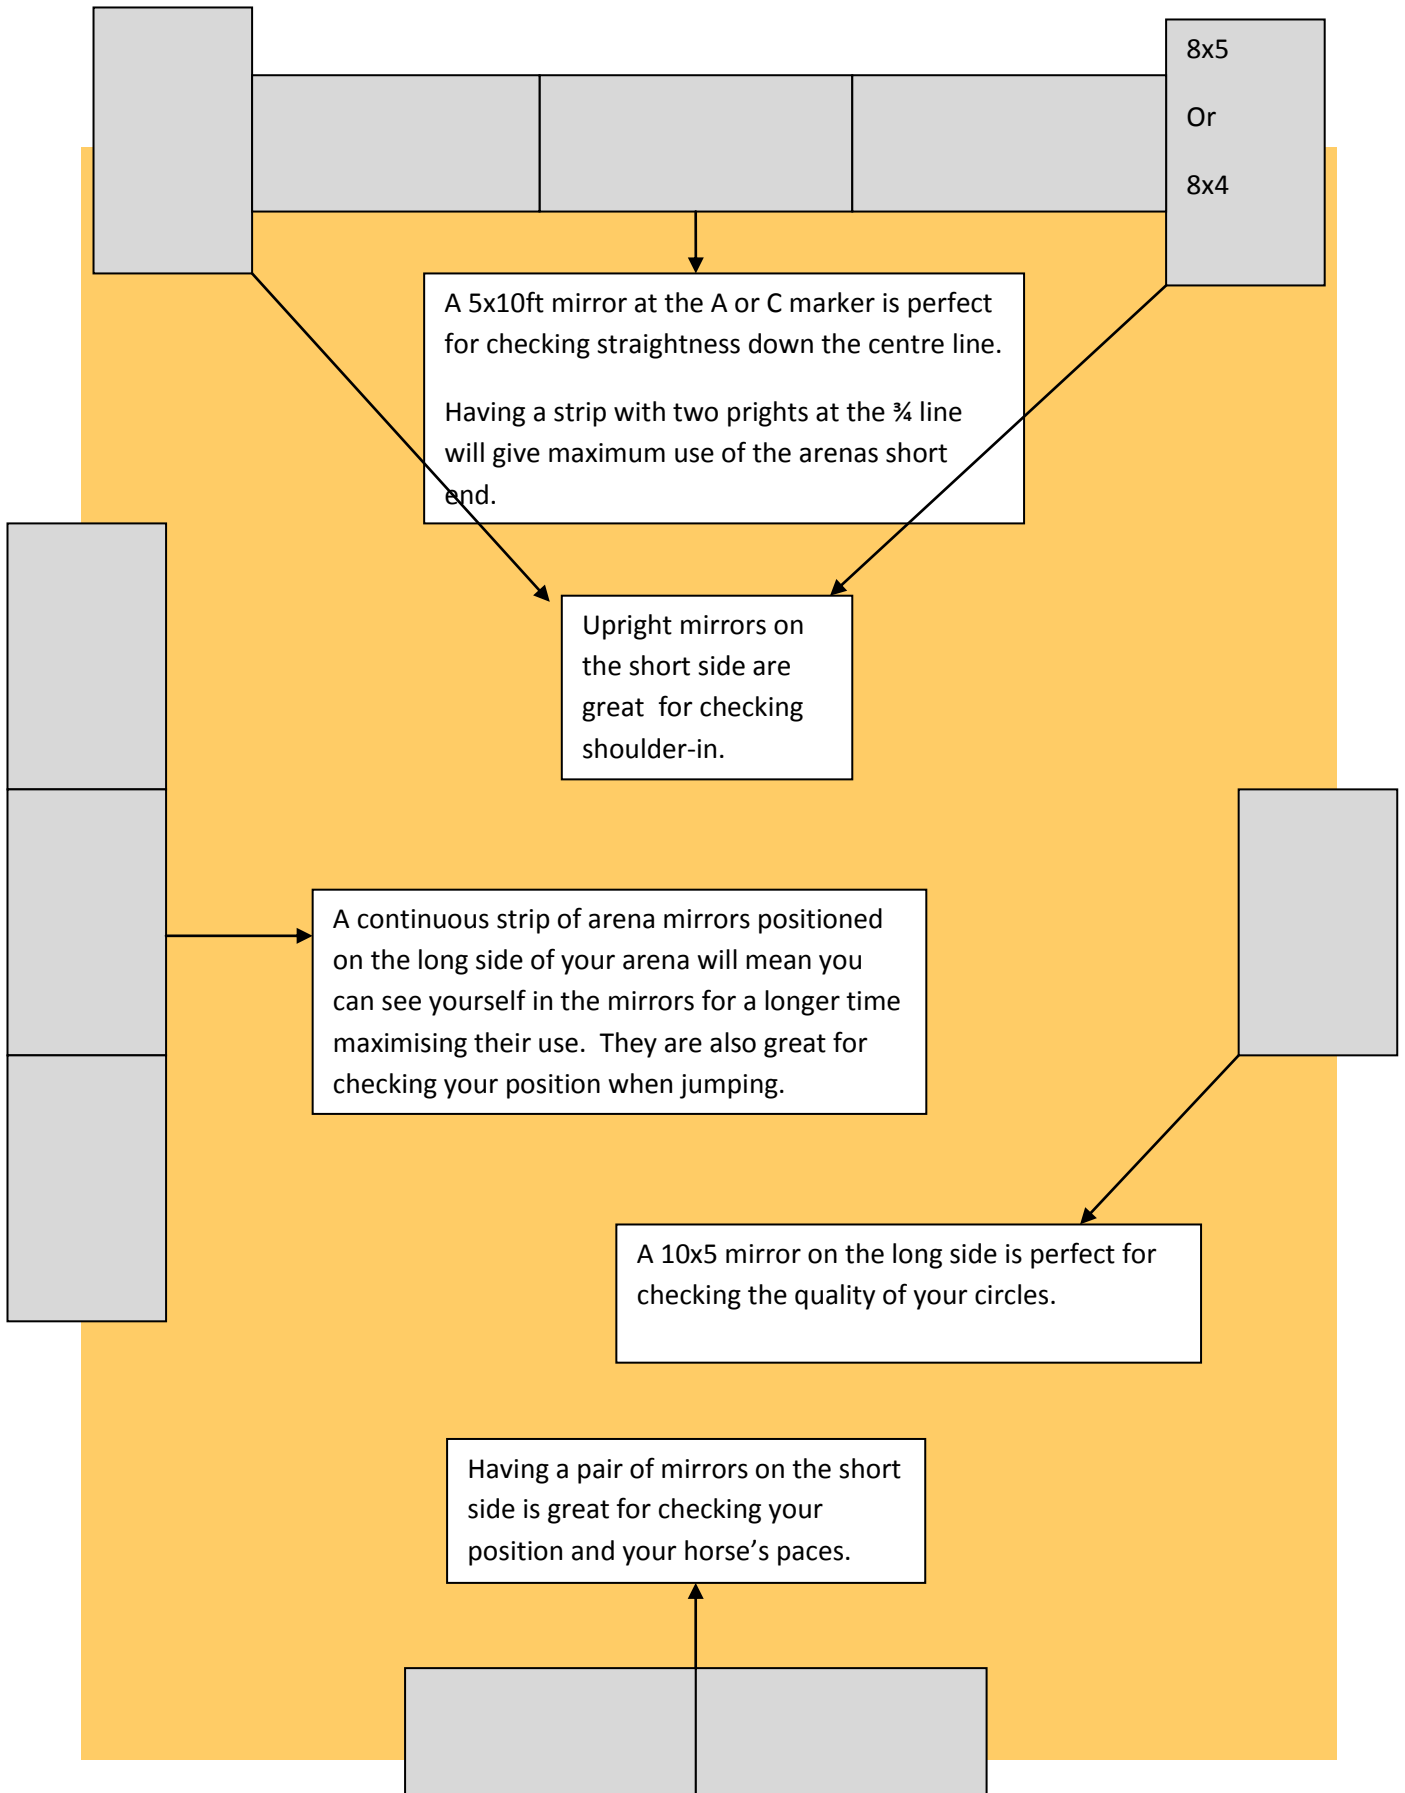 8x5
Or
8x4
A 5x10ft mirror at the A or C marker is perfect
for checking straightness down the centre line.
Having a strip with two prights at the ¾ line
will give maximum use of the arenas short
end.
Upright mirrors on
the short side are
great  for checking
shoulder-in.
A continuous strip of arena mirrors positioned
on the long side of your arena will mean you
can see yourself in the mirrors for a longer time
maximising their use.  They are also great for
checking your position when jumping.
A 10x5 mirror on the long side is perfect for
checking the quality of your circles.
Having a pair of mirrors on the short
side is great for checking your
position and your horse’s paces.